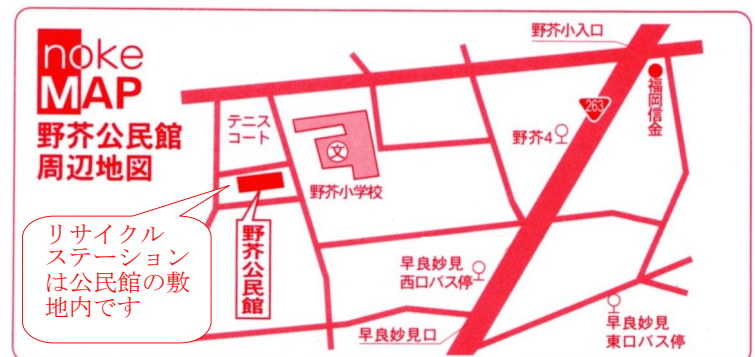 noke
MAP
野芥公民館
周辺地図
リサイクル
ステーション
は公民館の敷
地内です
テニス
コート
文
野芥小学校
野芥公民館
野芥小入口
263
福岡信金
野芥4
早良妙見
西口バス停
早良妙見口
早良妙見
東口バス停